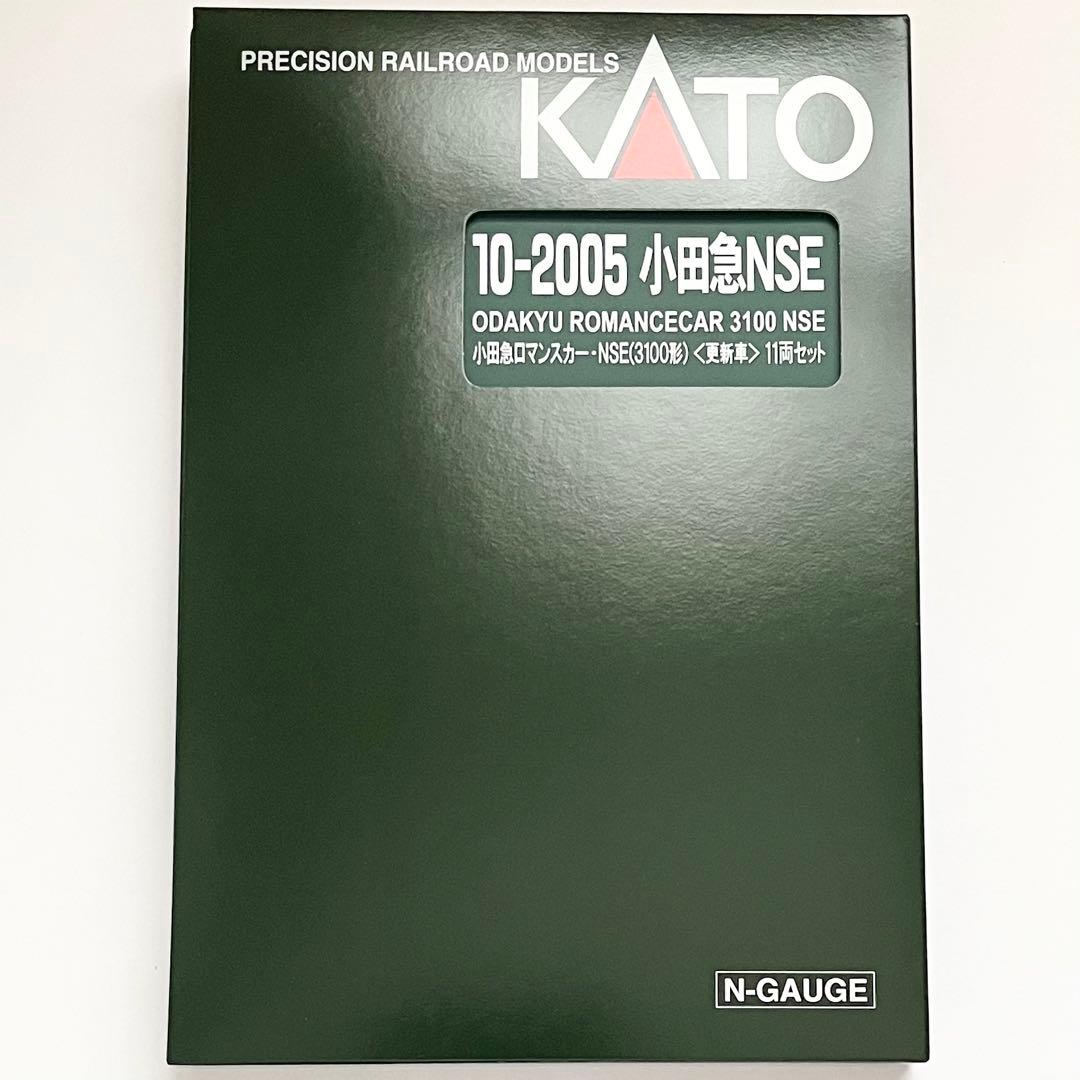 PRECISION RAILROAD MODELS
KATO
10-2005 小田急NSE
ODAKYU ROMANCECAR 3100 NSE
小田急ロマンスカー・NSE(3100形)〈更新車〉11両セット
N-GAUGE